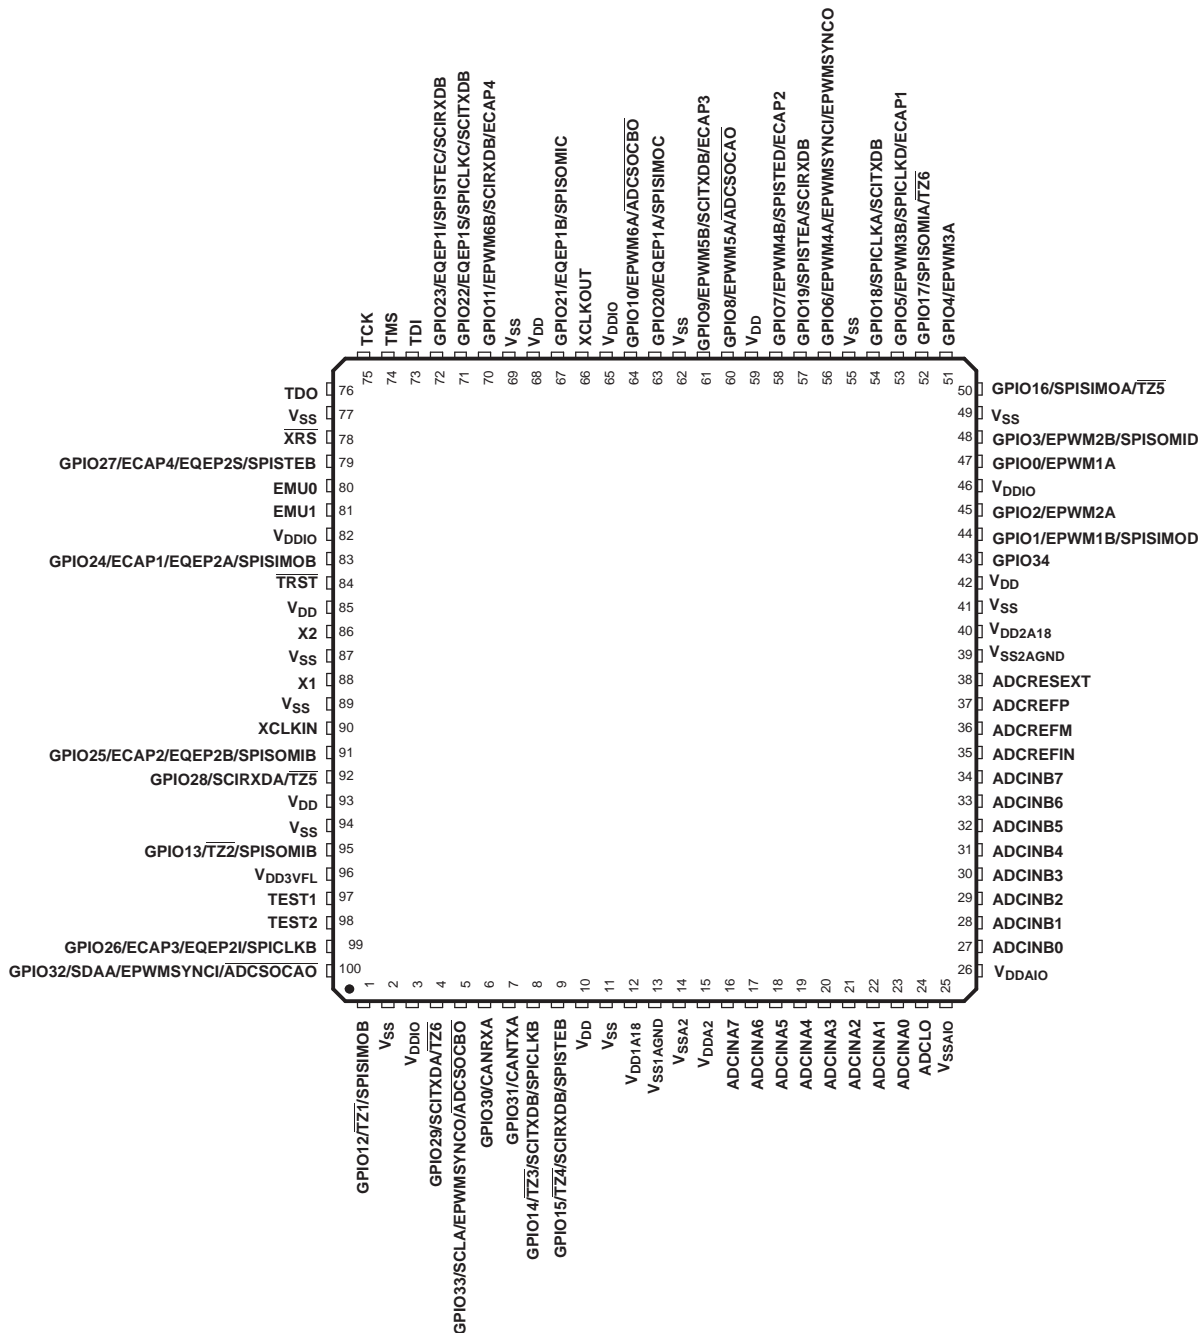 TCK
TMS
TDI
GPIO23/EQEP1I/SPISTEC/SCIRXDB
GPIO22/EQEP1S/SPICLKC/SCITXDB
GPIO11/EPWM6B/SCIRXDB/ECAP4
VSS
VDD
GPIO21/EQEP1B/SPISOMIC
XCLKOUT
VDDIO
GPIO10/EPWM6A/ADCSOCBO
GPIO20/EQEP1A/SPISIMOC
VSS
GPIO9/EPWM5B/SCITXDB/ECAP3
GPIO8/EPWM5A/ADCSOCAO
VDD
GPIO7/EPWM4B/SPISTED/ECAP2
GPIO19/SPISTEA/SCIRXDB
GPIO6/EPWM4A/EPWMSYNCI/EPWMSYNCO
VSS
GPIO18/SPICLKA/SCITXDB
GPIO5/EPWM3B/SPICLKD/ECAP1
GPIO17/SPISOMIA/TZ6
GPIO4/EPWM3A
75 74 73 72 71 70 69 68 67 66 65 64 63 62 61 60 59 58 57 56 55 54 53 52 51
TDO 76
VSS 77
XRS 78
GPIO27/ECAP4/EQEP2S/SPISTEB 79
EMU0 80
EMU1 81
VDDIO 82
GPIO24/ECAP1/EQEP2A/SPISIMOB 83
TRST 84
VDD 85
X2 86
VSS 87
X1 88
VSS 89
XCLKIN 90
GPIO25/ECAP2/EQEP2B/SPISOMIB 91
GPIO28/SCIRXDA/TZ5 92
VDD 93
VSS 94
GPIO13/TZ2/SPISOMIB 95
VDD3VFL 96
TEST1 97
TEST2 98
GPIO26/ECAP3/EQEP2I/SPICLKB 99
GPIO32/SDAA/EPWMSYNCI/ADCSOCAO 100
50 GPIO16/SPISIMOA/TZ5
49 VSS
48 GPIO3/EPWM2B/SPISOMID
47 GPIO0/EPWM1A
46 VDDIO
45 GPIO2/EPWM2A
44 GPIO1/EPWM1B/SPISIMOD
43 GPIO34
42 VDD
41 VSS
40 VDD2A18
39 VSS2AGND
38 ADCRESEXT
37 ADCREFP
36 ADCREFM
35 ADCREFIN
34 ADCINB7
33 ADCINB6
32 ADCINB5
31 ADCINB4
30 ADCINB3
29 ADCINB2
28 ADCINB1
27 ADCINB0
26 VDDAIO
1 2 3 4 5 6 7 8 9 10 11 12 13 14 15 16 17 18 19 20 21 22 23 24 25
GPIO12/TZ1/SPISIMOB
VSS
VDDIO
GPIO29/SCITXDA/TZ6
GPIO33/SCLA/EPWMSYNCO/ADCSOCBO
GPIO30/CANRXA
GPIO31/CANTXA
GPIO14/TZ3/SCITXDB/SPICLKB
GPIO15/TZ4/SCIRXDB/SPISTEB
VDD
VSS
VDD1A18
VSS1AGND
VSSA2
VDDA2
ADCINA7
ADCINA6
ADCINA5
ADCINA4
ADCINA3
ADCINA2
ADCINA1
ADCINA0
ADCLO
VSSAIO